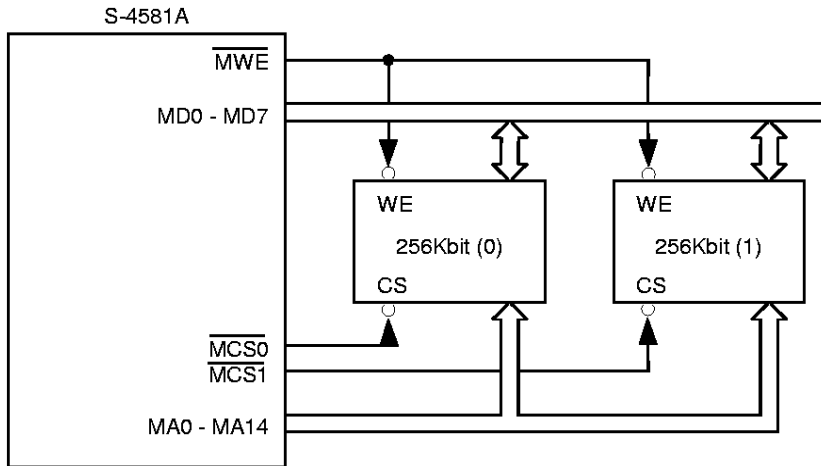 S-4581A
MWE
MD0 - MD7
WE
WE
256Kbit (0)
256Kbit (1)
CS
CS
MCS0
MCS1
MA0 - MA14